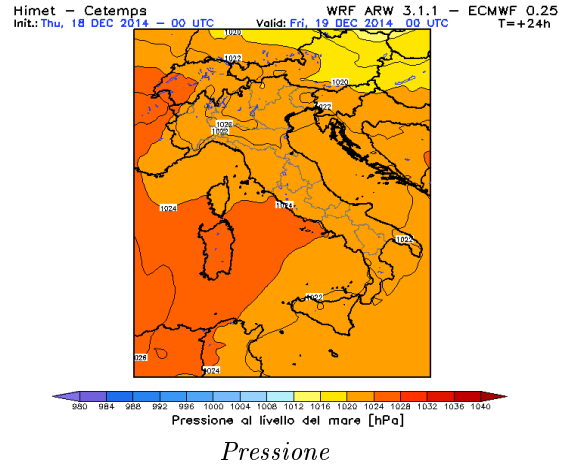 Himet – Cetemps WRF ARW 3.1.1 – ECMWF 0.25
Init.: Thu, 18 DEC 2014 – 00 UTC Valid: Fri, 19 DEC 2014 – 00 UTC T=+24h
1020
1022
1020
1022
1020
1022
1024
1024
1022
1022
026
1024
980 984 988 992 996 1000 1004 1008 1012 1016 1020 1024 1028 1032 1036 1040
Pressione al livello del mare [hPa]
Pressione